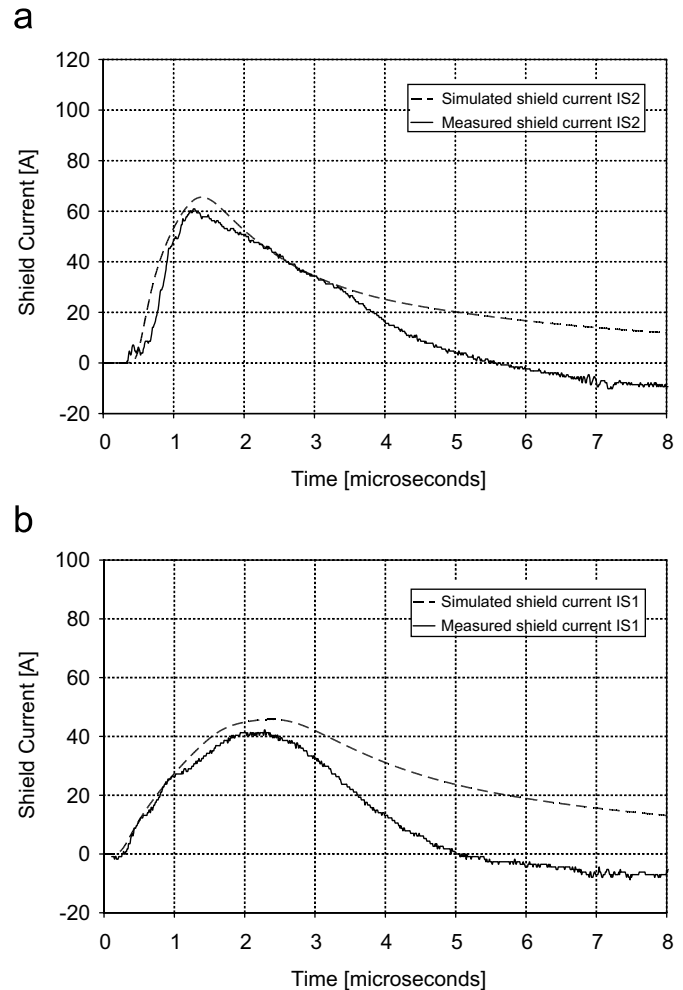 a
120
100
80
60
40
20
0
-20
Shield Current [A]
Simulated shield current IS2
Measured shield current IS2
0 1 2 3 4 5 6 7 8
Time [microseconds]
b
100
80
60
40
20
0
-20
Shield Current [A]
Simulated shield current IS1
Measured shield current IS1
0 1 2 3 4 5 6 7 8
Time [microseconds]